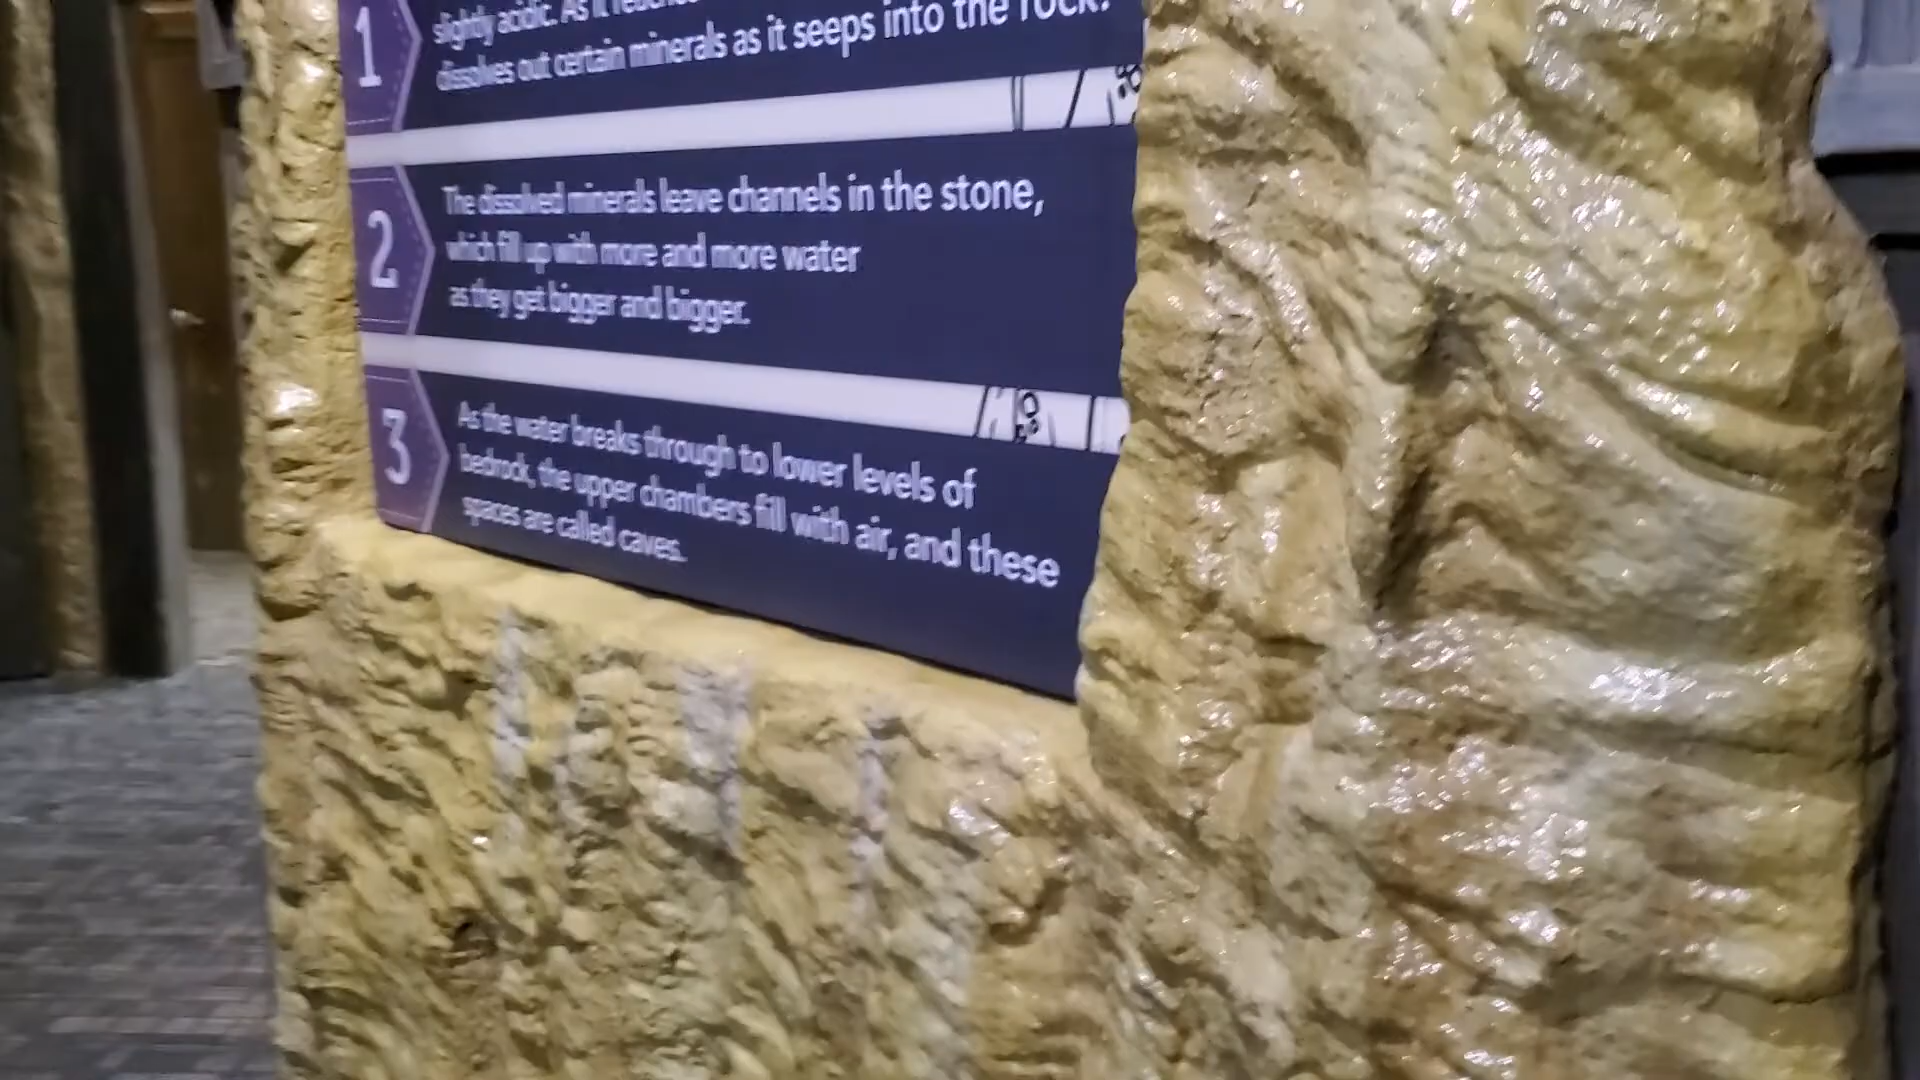 1
slightly acidic. As it
dissolves out certain minerals as it seeps into the rock.
2
The dissolved minerals leave channels in the stone,
which fill up with more and more water
as they get bigger and bigger.
3
As the water breaks through to lower levels of
bedrock, the upper chambers fill with air, and these
spaces are called caves.